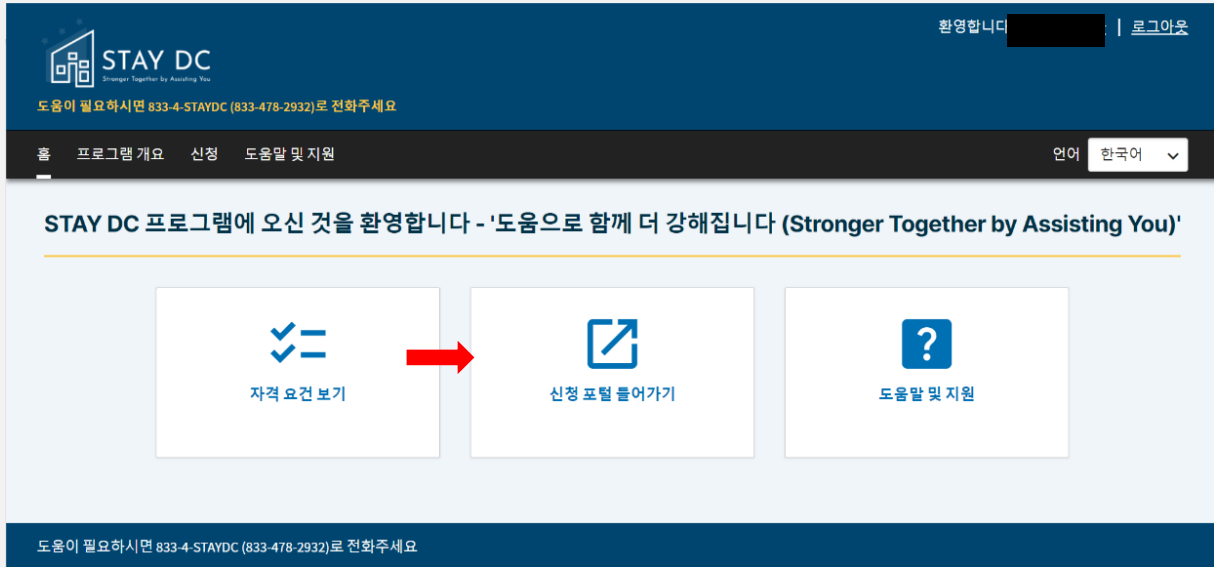 환영합니다
로그아웃
STAY DC
Stronger Together by Assisting You
도움이 필요하시면 833-4-STAYDC (833-478-2932)로 전화주세요
홈 프로그램 개요 신청 도움말 및 지원 언어 한국어
STAY DC 프로그램에 오신 것을 환영합니다 - '도움으로 함께 더 강해집니다 (Stronger Together by Assisting You)'
자격 요건 보기
신청 포털 들어가기
?
도움말 및 지원
도움이 필요하시면 833-4-STAYDC (833-478-2932)로 전화주세요